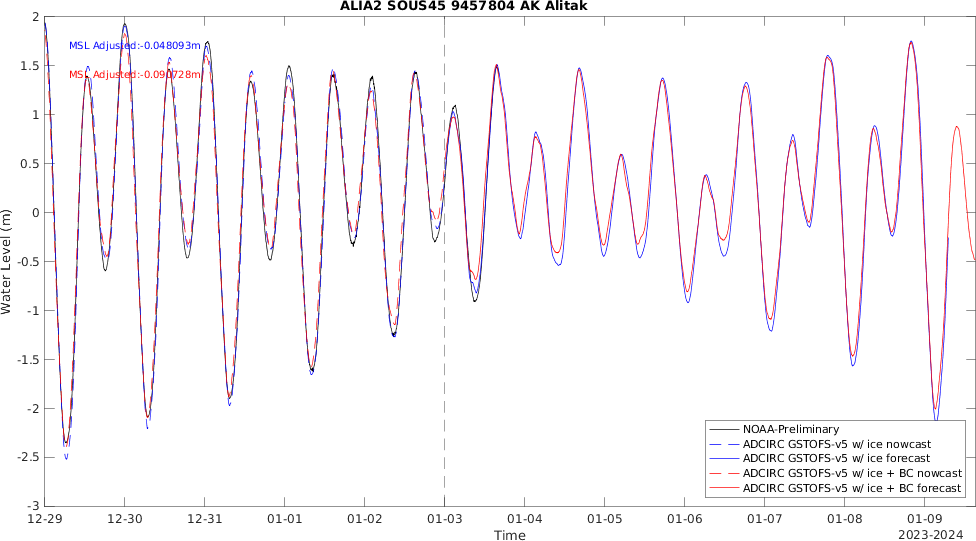 ALIA2 SOUS45 9457804 AK Alitak
MSL Adjusted:-0.048093m
MSL Adjusted:-0.090728m
Water Level (m)
2
1.5
1
0.5
0
-0.5
-1
-1.5
-2
-2.5
-3
NOAA-Preliminary
ADCIRC GSTOFS-v5 w/ ice nowcast
ADCIRC GSTOFS-v5 w/ ice forecast
ADCIRC GSTOFS-v5 w/ ice + BC nowcast
ADCIRC GSTOFS-v5 w/ ice + BC forecast
12-29 12-30 12-31 01-01 01-02 01-03 01-04 01-05 01-06 01-07 01-08 01-09
Time
2023-2024